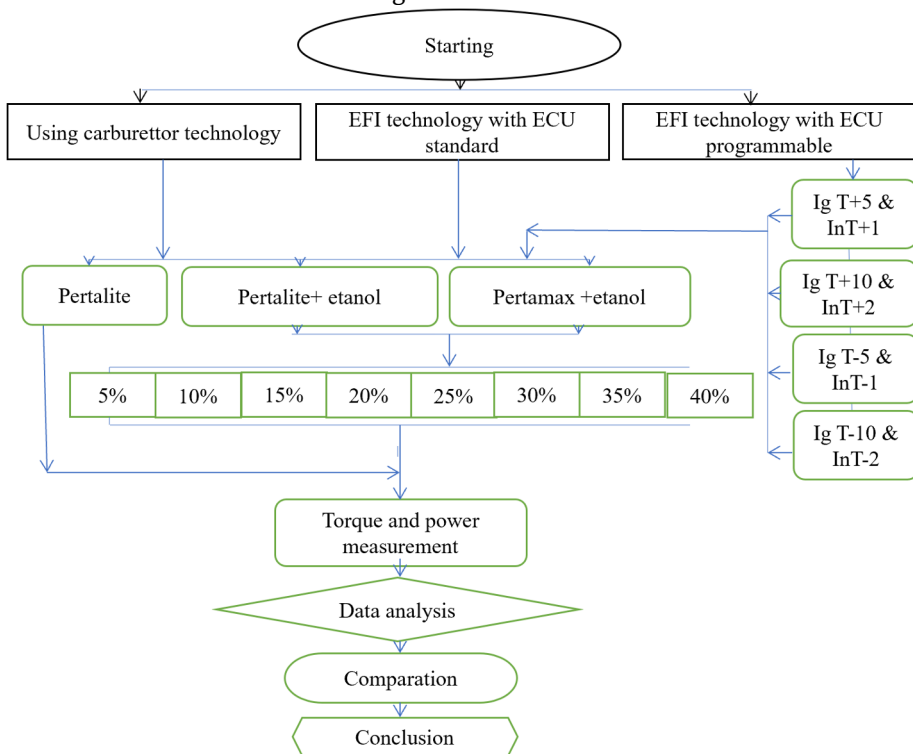 Starting
Using carburettor technology
EFI technology with ECU
standard
EFI technology with ECU
programmable
Ig T+5 &
InT+1
Ig T+10 &
InT+2
Ig T-5 &
InT-1
Ig T-10 &
InT-2
Pertalite
Pertalite+ etanol
Pertamax +etanol
5% 10% 15% 20% 25% 30% 35% 40%
Torque and power
measurement
Data analysis
Comparation
Conclusion